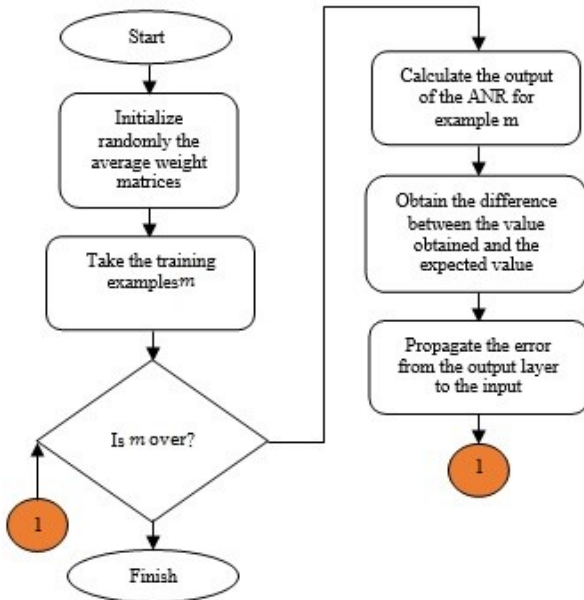 Start
Initialize
randomly the
average weight
matrices
Take the training
examples m
Is m over?
1
Finish
Calculate the output
of the ANR for
example m
Obtain the difference
between the value
obtained and the
expected value
Propagate the error
from the output layer
to the input
1